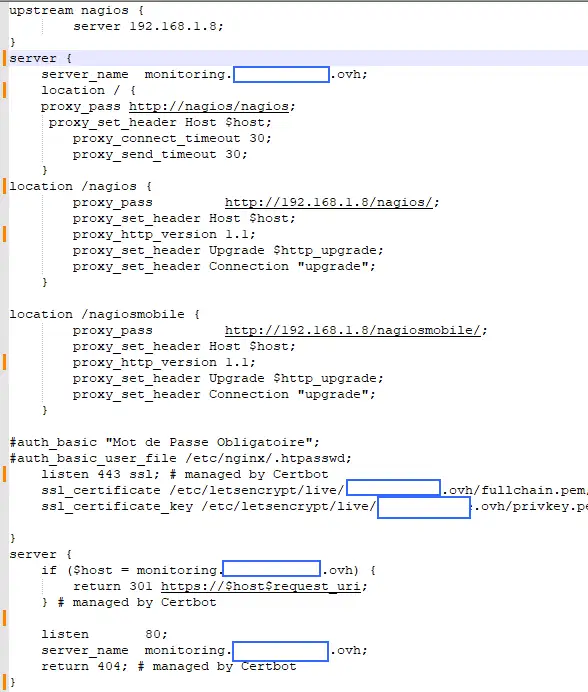 upstream nagios {
server 192.168.1.8;
}
server {
server_name monitoring. .ovh;
location / {
proxy_pass http://nagios/nagios;
proxy_set_header Host $host;
proxy_connect_timeout 30;
proxy_send_timeout 30;
}
location /nagios {
proxy_pass http://192.168.1.8/nagios/;
proxy_set_header Host $host;
proxy_http_version 1.1;
proxy_set_header Upgrade $http_upgrade;
proxy_set_header Connection "upgrade";
}
location /nagiosmobile {
proxy_pass http://192.168.1.8/nagiosmobile/;
proxy_set_header Host $host;
proxy_http_version 1.1;
proxy_set_header Upgrade $http_upgrade;
proxy_set_header Connection "upgrade";
}
#auth_basic "Mot de Passe Obligatoire";
#auth_basic_user_file /etc/nginx/.htpasswd;
listen 443 ssl; # managed by Certbot
ssl_certificate /etc/letsencrypt/live/ .ovh/fullchain.pem;
ssl_certificate_key /etc/letsencrypt/live/ .ovh/privkey.pe
}
server {
if ($host = monitoring. .ovh) {
return 301 https://$host$request_uri;
} # managed by Certbot
listen 80;
server_name monitoring. .ovh;
return 404; # managed by Certbot
}